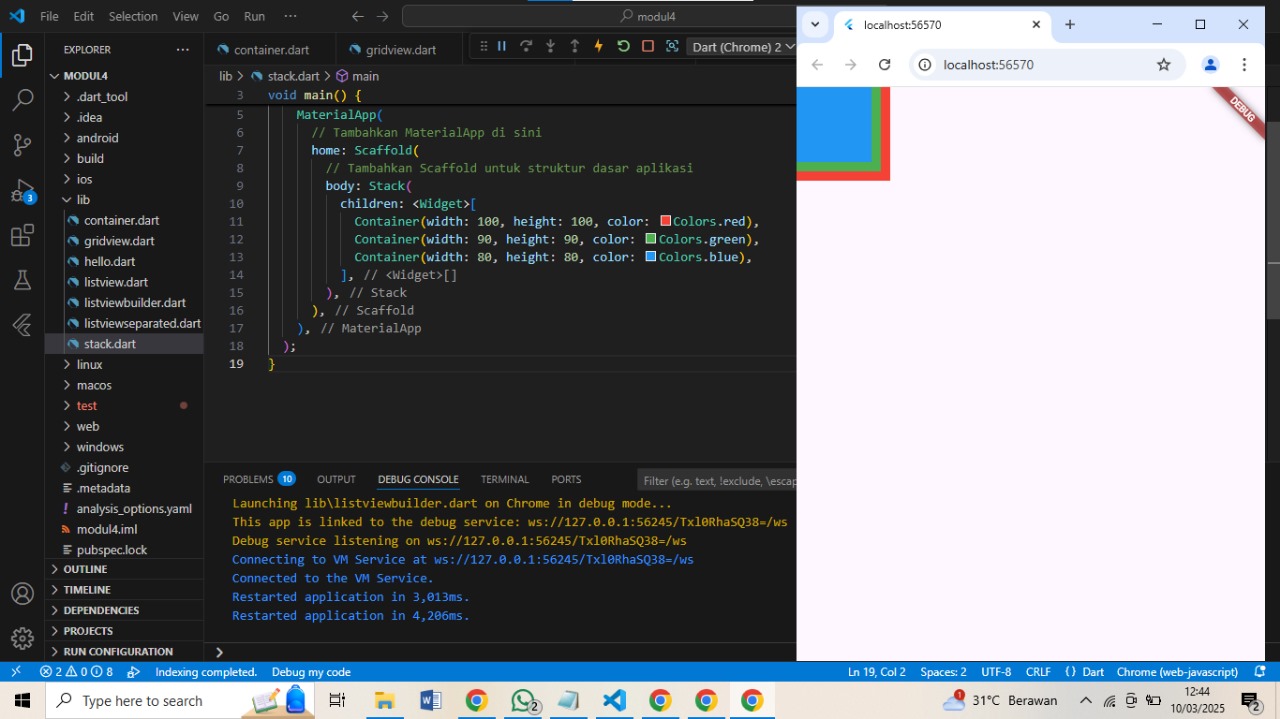 File Edit Selection View Go Run ··· modul4
EXPLORER ···
MODUL4
.dart_tool
.idea
android
build
ios
lib
container.dart
gridview.dart
hello.dart
listview.dart
listviewbuilder.dart
listviewseparated.dart
stack.dart
linux
macos
test
web
windows
.gitignore
.metadata
analysis_options.yaml
modul4.iml
pubspec.lock
OUTLINE
TIMELINE
DEPENDENCIES
PROJECTS
RUN CONFIGURATION
3
container.dart gridview.dart Dart (Chrome) 2
lib > stack.dart > main
3 void main() {
5 MaterialApp(
6 // Tambahkan MaterialApp di sini
7 home: Scaffold(
8 // Tambahkan Scaffold untuk struktur dasar aplikasi
9 body: Stack(
10 children: <Widget>[
11 Container(width: 100, height: 100, color: Colors.red),
12 Container(width: 90, height: 90, color: Colors.green),
13 Container(width: 80, height: 80, color: Colors.blue),
14 ], // <Widget>[]
15 ), // Stack
16 ), // Scaffold
17 ), // MaterialApp
18 );
19 }
PROBLEMS 10 OUTPUT DEBUG CONSOLE TERMINAL PORTS Filter (e.g. text, !exclude, \escap
Launching lib\listviewbuilder.dart on Chrome in debug mode...
This app is linked to the debug service: ws://127.0.0.1:56245/Txl0RhaSQ38=/ws
Debug service listening on ws://127.0.0.1:56245/Txl0RhaSQ38=/ws
Connecting to VM Service at ws://127.0.0.1:56245/Txl0RhaSQ38=/ws
Connected to the VM Service.
Restarted application in 3,013ms.
Restarted application in 4,206ms.
>
localhost:56570
localhost:56570
DEBUG
2 0 8 Indexing completed. Debug my code Ln 19, Col 2 Spaces: 2 UTF-8 CRLF {} Dart Chrome (web-javascript)
Type here to search 2 1 31°C Berawan 12:44
10/03/2025 2